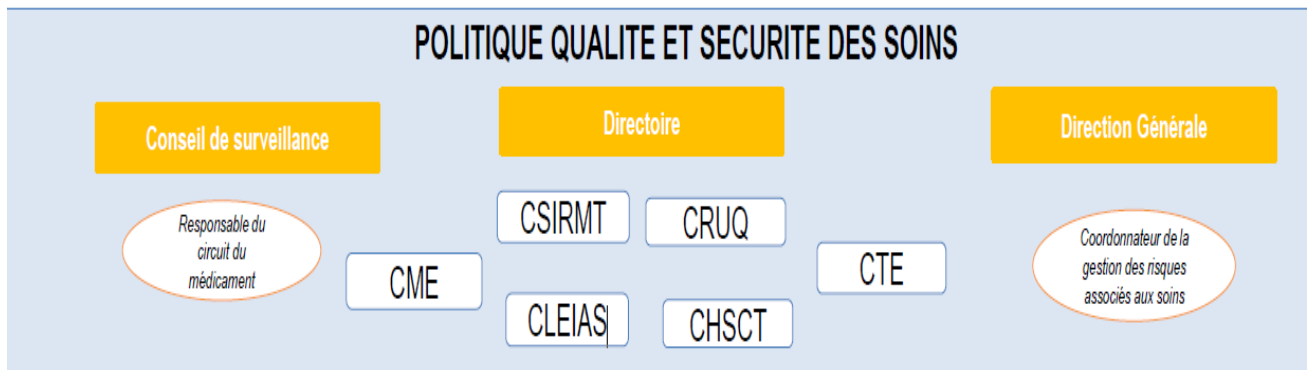 POLITIQUE QUALITE ET SECURITE DES SOINS
Conseil de surveillance
Directoire
Direction Générale
Responsable du
circuit du
médicament
CME
CSIRMT
CRUQ
CLEIAS
CHSCT
CTE
Coordonnateur de la
gestion des risques
associés aux soins